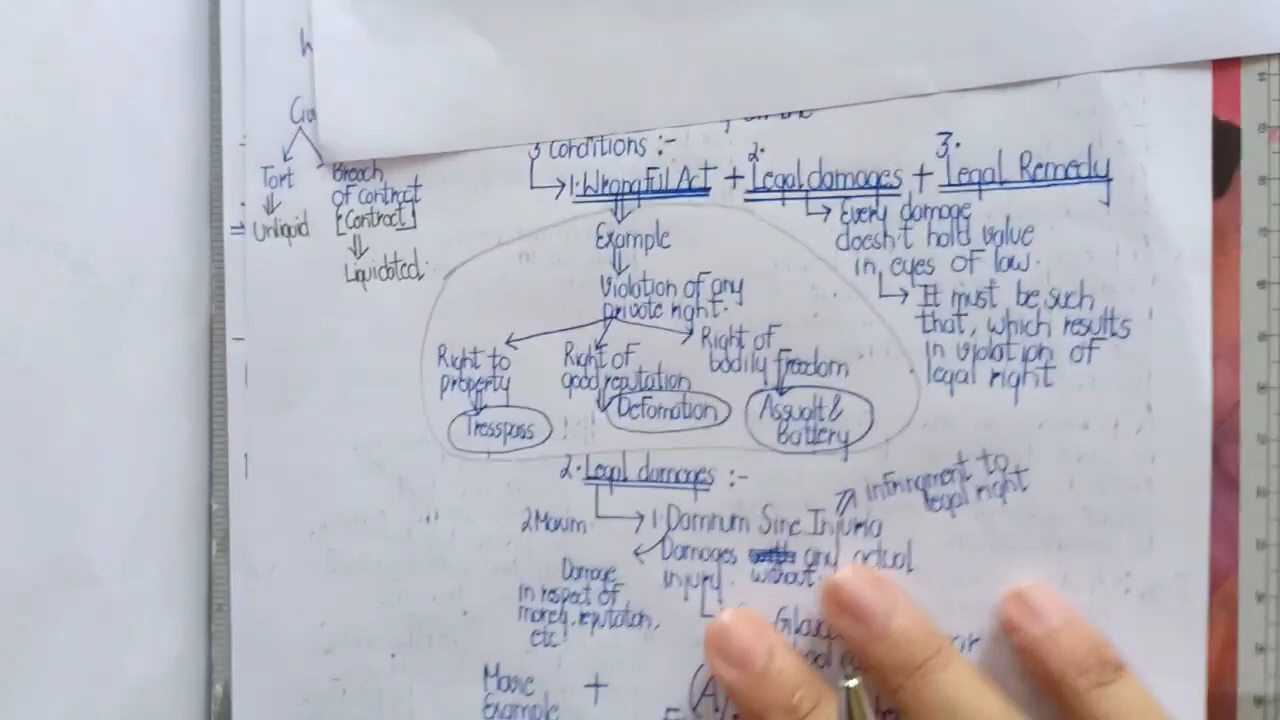 3 Conditions :-
Tort
Breach
of contract
[Contract]
Unliquid
Liquidated.
1. Wrongful Act + 2. Legal damages + 3. Legal Remedy
Example
Violation of any
private right.
Right to
property
Tresspass
Right of
good reputation
Defamation
Right of
bodily freedom
Assualt &
Battery
Every damage
doesn't hold value
in eyes of law.
It must be such
that, which results
in violation of
legal right
2. Legal damages :-
infringment to
legal right
2 Maxim
1. Damnum Sine Injuria
Damages any actual
injury. without.
Damage
in respect of
money, reputation,
etc.
Movie
Example
+
(A)